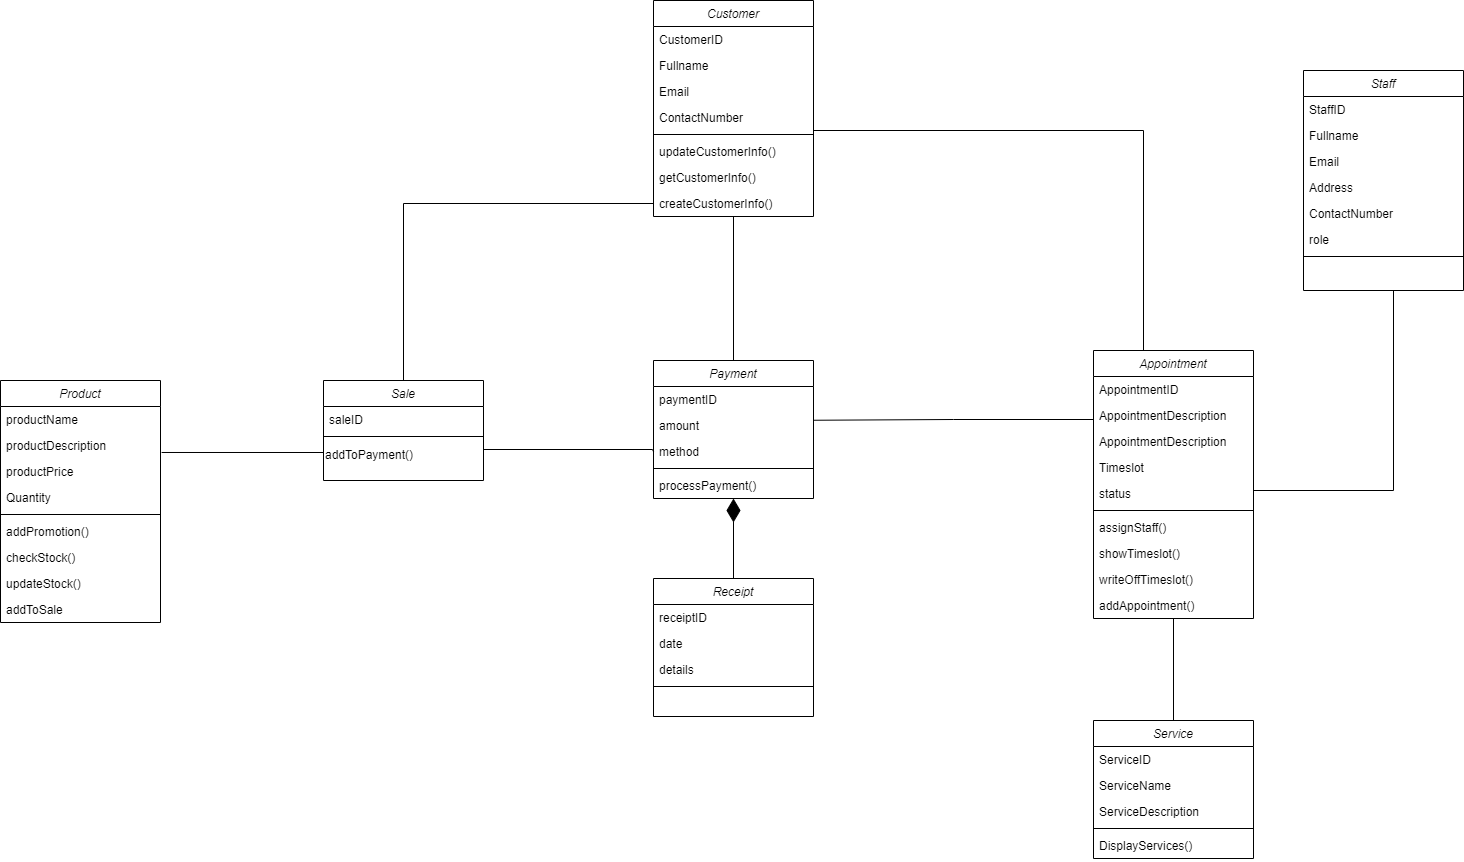 Customer
CustomerID
Fullname
Email
ContactNumber
updateCustomerInfo()
getCustomerInfo()
createCustomerInfo()
Staff
StaffID
Fullname
Email
Address
ContactNumber
role
Product
productName
productDescription
productPrice
Quantity
addPromotion()
checkStock()
updateStock()
addToSale
Sale
saleID
addToPayment()
Payment
paymentID
amount
method
processPayment()
Appointment
AppointmentID
AppointmentDescription
AppointmentDescription
Timeslot
status
assignStaff()
showTimeslot()
writeOffTimeslot()
addAppointment()
Receipt
receiptID
date
details
Service
ServiceID
ServiceName
ServiceDescription
DisplayServices()